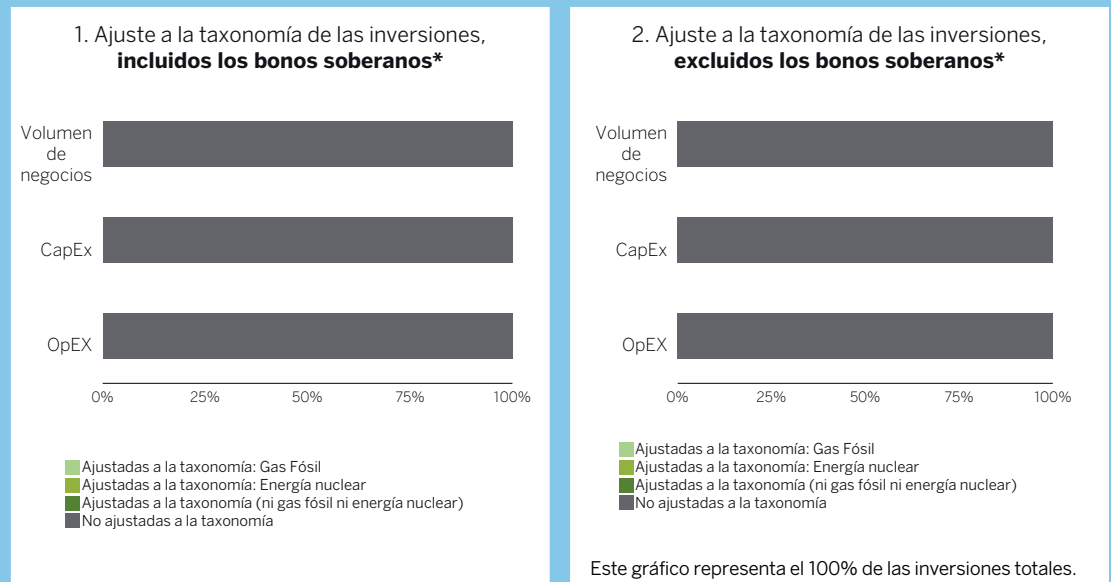 1. Ajuste a la taxonomía de las inversiones,
incluidos los bonos soberanos*
Volumen
de
negocios
CapEx
OpEX
0% 25% 50% 75% 100%
Ajustadas a la taxonomía: Gas Fósil
Ajustadas a la taxonomía: Energía nuclear
Ajustadas a la taxonomía (ni gas fósil ni energía nuclear)
No ajustadas a la taxonomía
2. Ajuste a la taxonomía de las inversiones,
excluidos los bonos soberanos*
Volumen
de
negocios
CapEx
OpEX
0% 25% 50% 75% 100%
Ajustadas a la taxonomía: Gas Fósil
Ajustadas a la taxonomía: Energía nuclear
Ajustadas a la taxonomía (ni gas fósil ni energía nuclear)
No ajustadas a la taxonomía
Este gráfico representa el 100% de las inversiones totales.